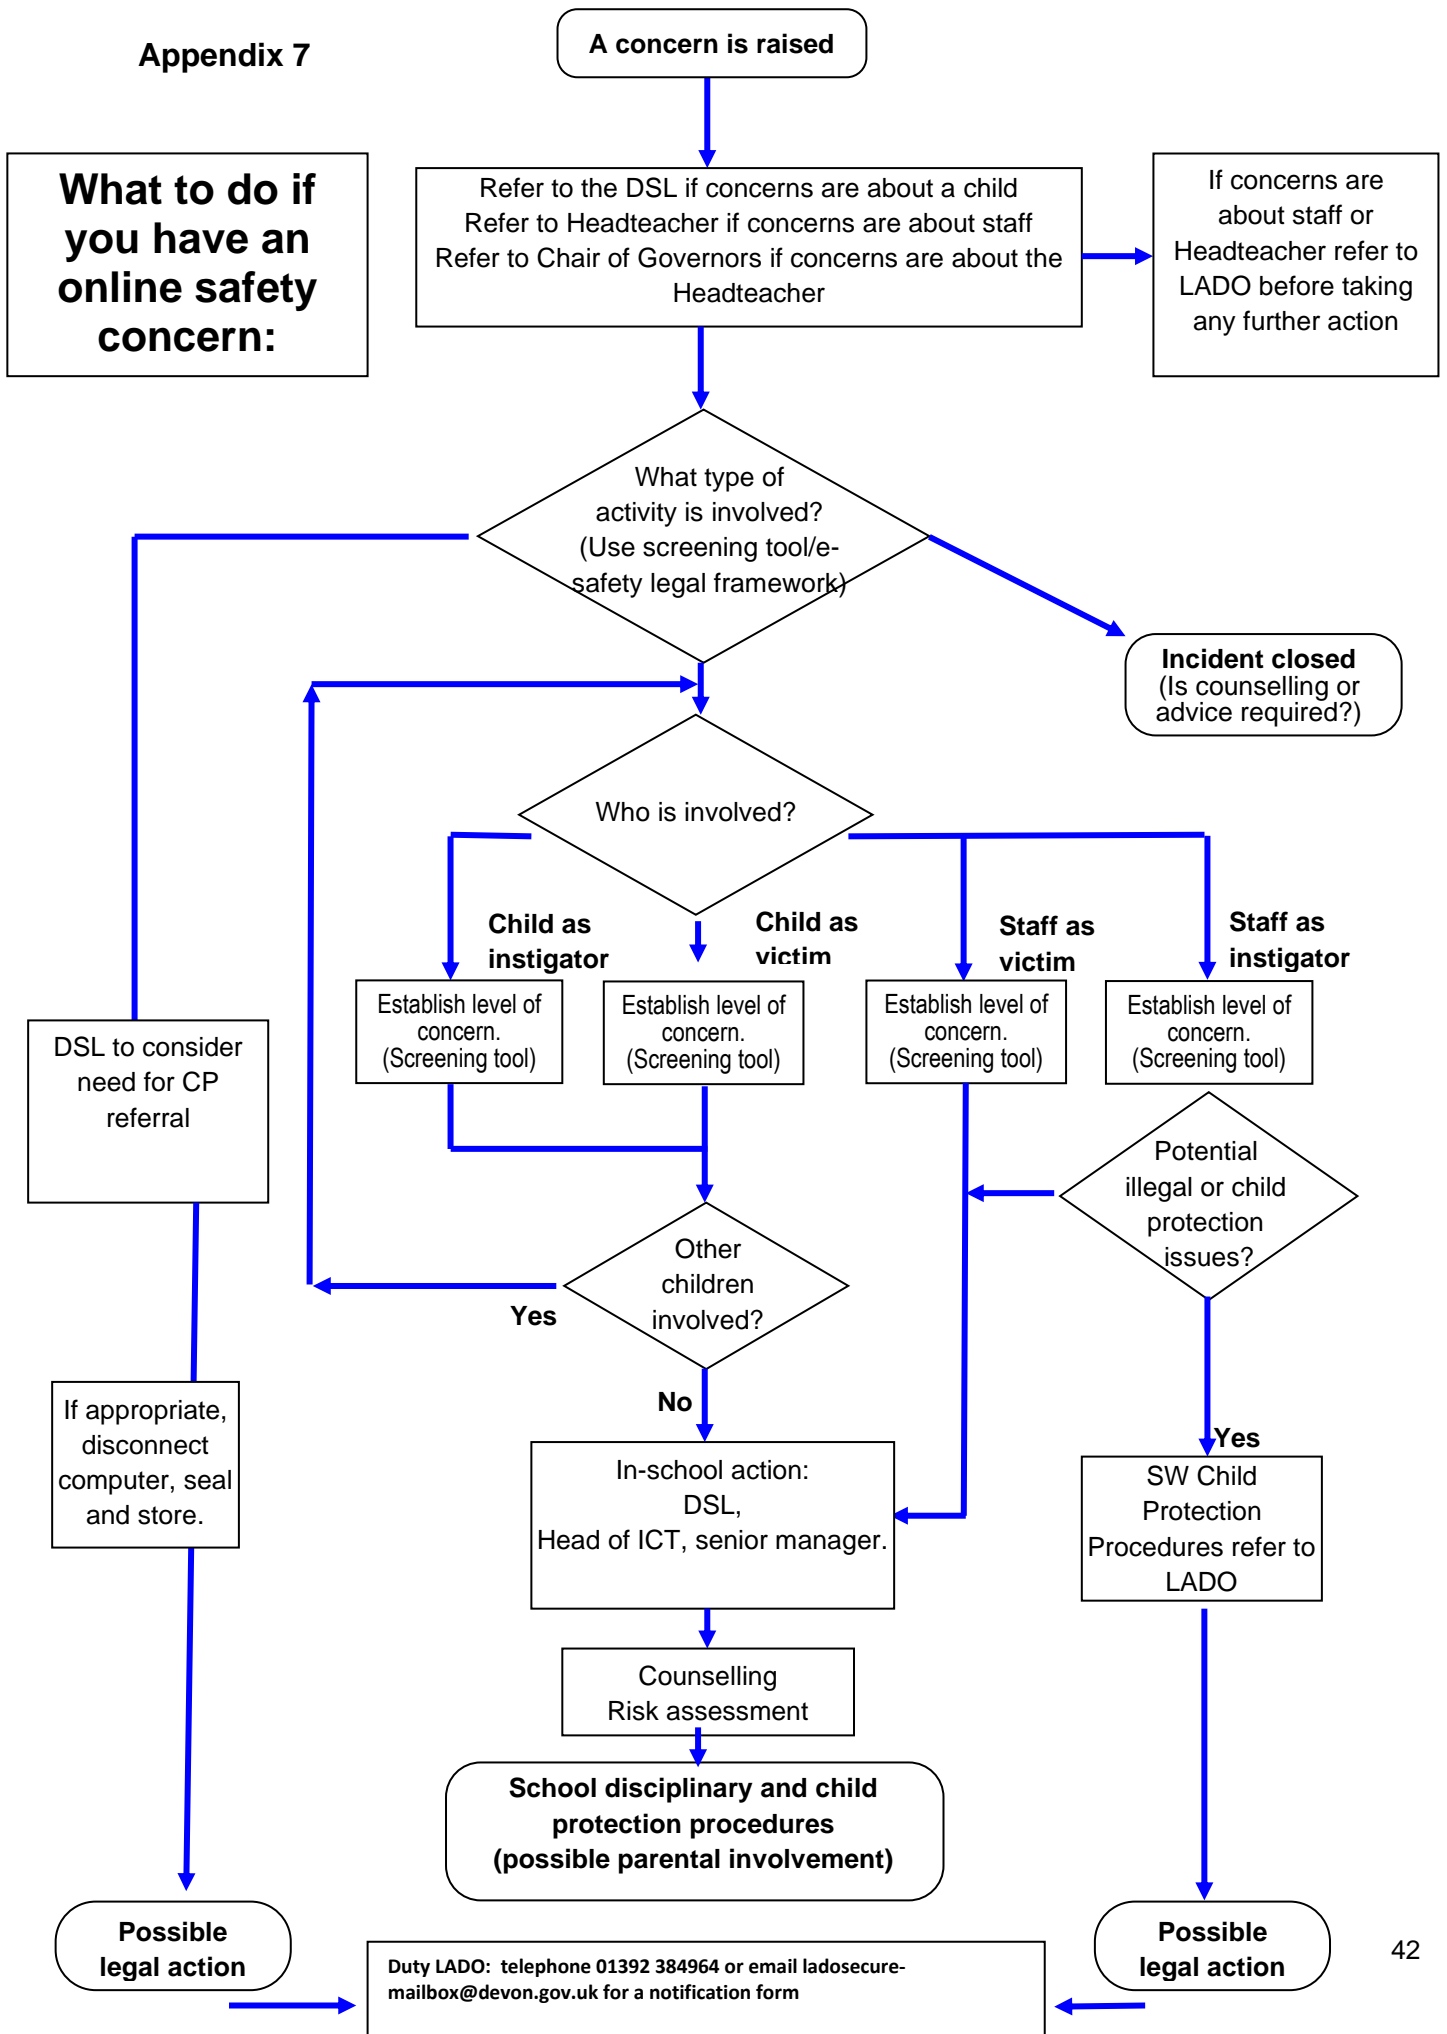 Appendix 7
A concern is raised
What to do if
you have an
online safety
concern:
Refer to the DSL if concerns are about a child
Refer to Headteacher if concerns are about staff
Refer to Chair of Governors if concerns are about the
Headteacher
If concerns are
about staff or
Headteacher refer to
LADO before taking
any further action
What type of
activity is involved?
(Use screening tool/e-
safety legal framework)
Incident closed
(Is counselling or
advice required?)
Who is involved?
Child as
instigator
Child as
victim
Staff as
victim
Staff as
instigator
Establish level of
concern.
(Screening tool)
Establish level of
concern.
(Screening tool)
Establish level of
concern.
(Screening tool)
Establish level of
concern.
(Screening tool)
DSL to consider
need for CP
referral
Potential
illegal or child
protection
issues?
Other
children
involved?
Yes
No
Yes
If appropriate,
disconnect
computer, seal
and store.
In-school action:
DSL,
Head of ICT, senior manager.
SW Child
Protection
Procedures refer to
LADO
Counselling
Risk assessment
School disciplinary and child
protection procedures
(possible parental involvement)
Possible
legal action
Possible
legal action
Duty LADO:  telephone 01392 384964 or email ladosecure-
mailbox@devon.gov.uk for a notification form
42